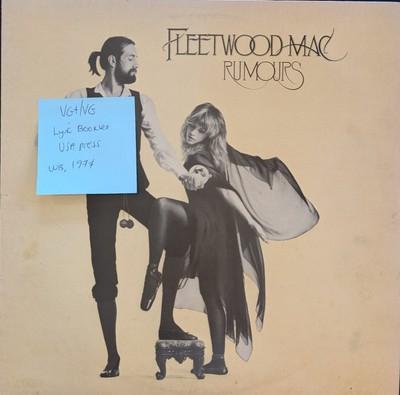 FLEETWOOD MAC
RUMOURS
VG+/VG
Lyric Booklet
USA PRESS
WB, 1977